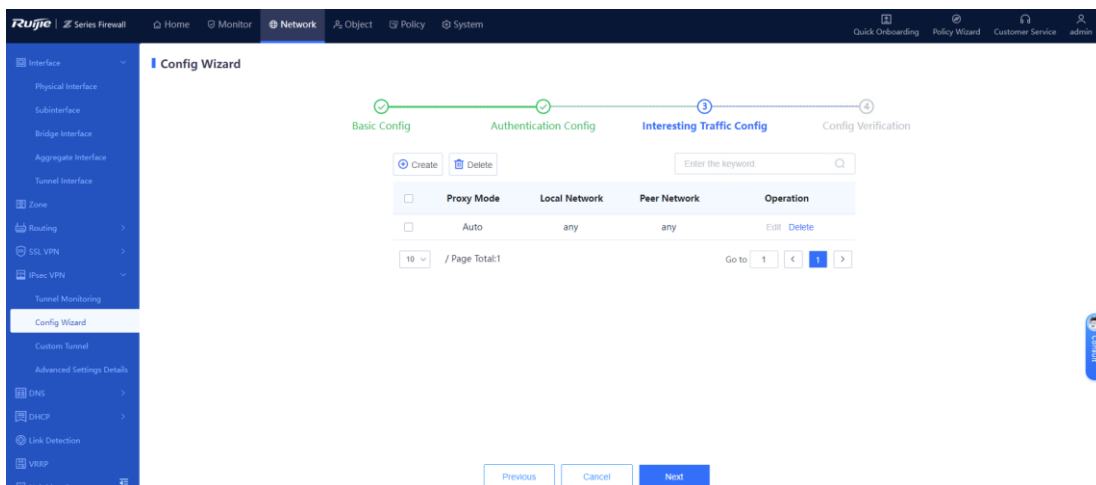 Ruijie | Z Series Firewall
Home
Monitor
Network
Object
Policy
System
Quick Onboarding
Policy Wizard
Customer Service
admin
Interface
Physical Interface
Subinterface
Bridge Interface
Aggregate Interface
Tunnel Interface
Zone
Routing
SSL VPN
IPsec VPN
Tunnel Monitoring
Config Wizard
Custom Tunnel
Advanced Settings Details
DNS
DHCP
Link Detection
VRRP
Config Wizard
3
4
Basic Config
Authentication Config
Interesting Traffic Config
Config Verification
Create
Delete
Enter the keyword.
Proxy Mode Local Network Peer Network Operation
Auto any any Edit Delete
10 / Page Total:1
Go to 1 < 1 >
Previous
Cancel
Next